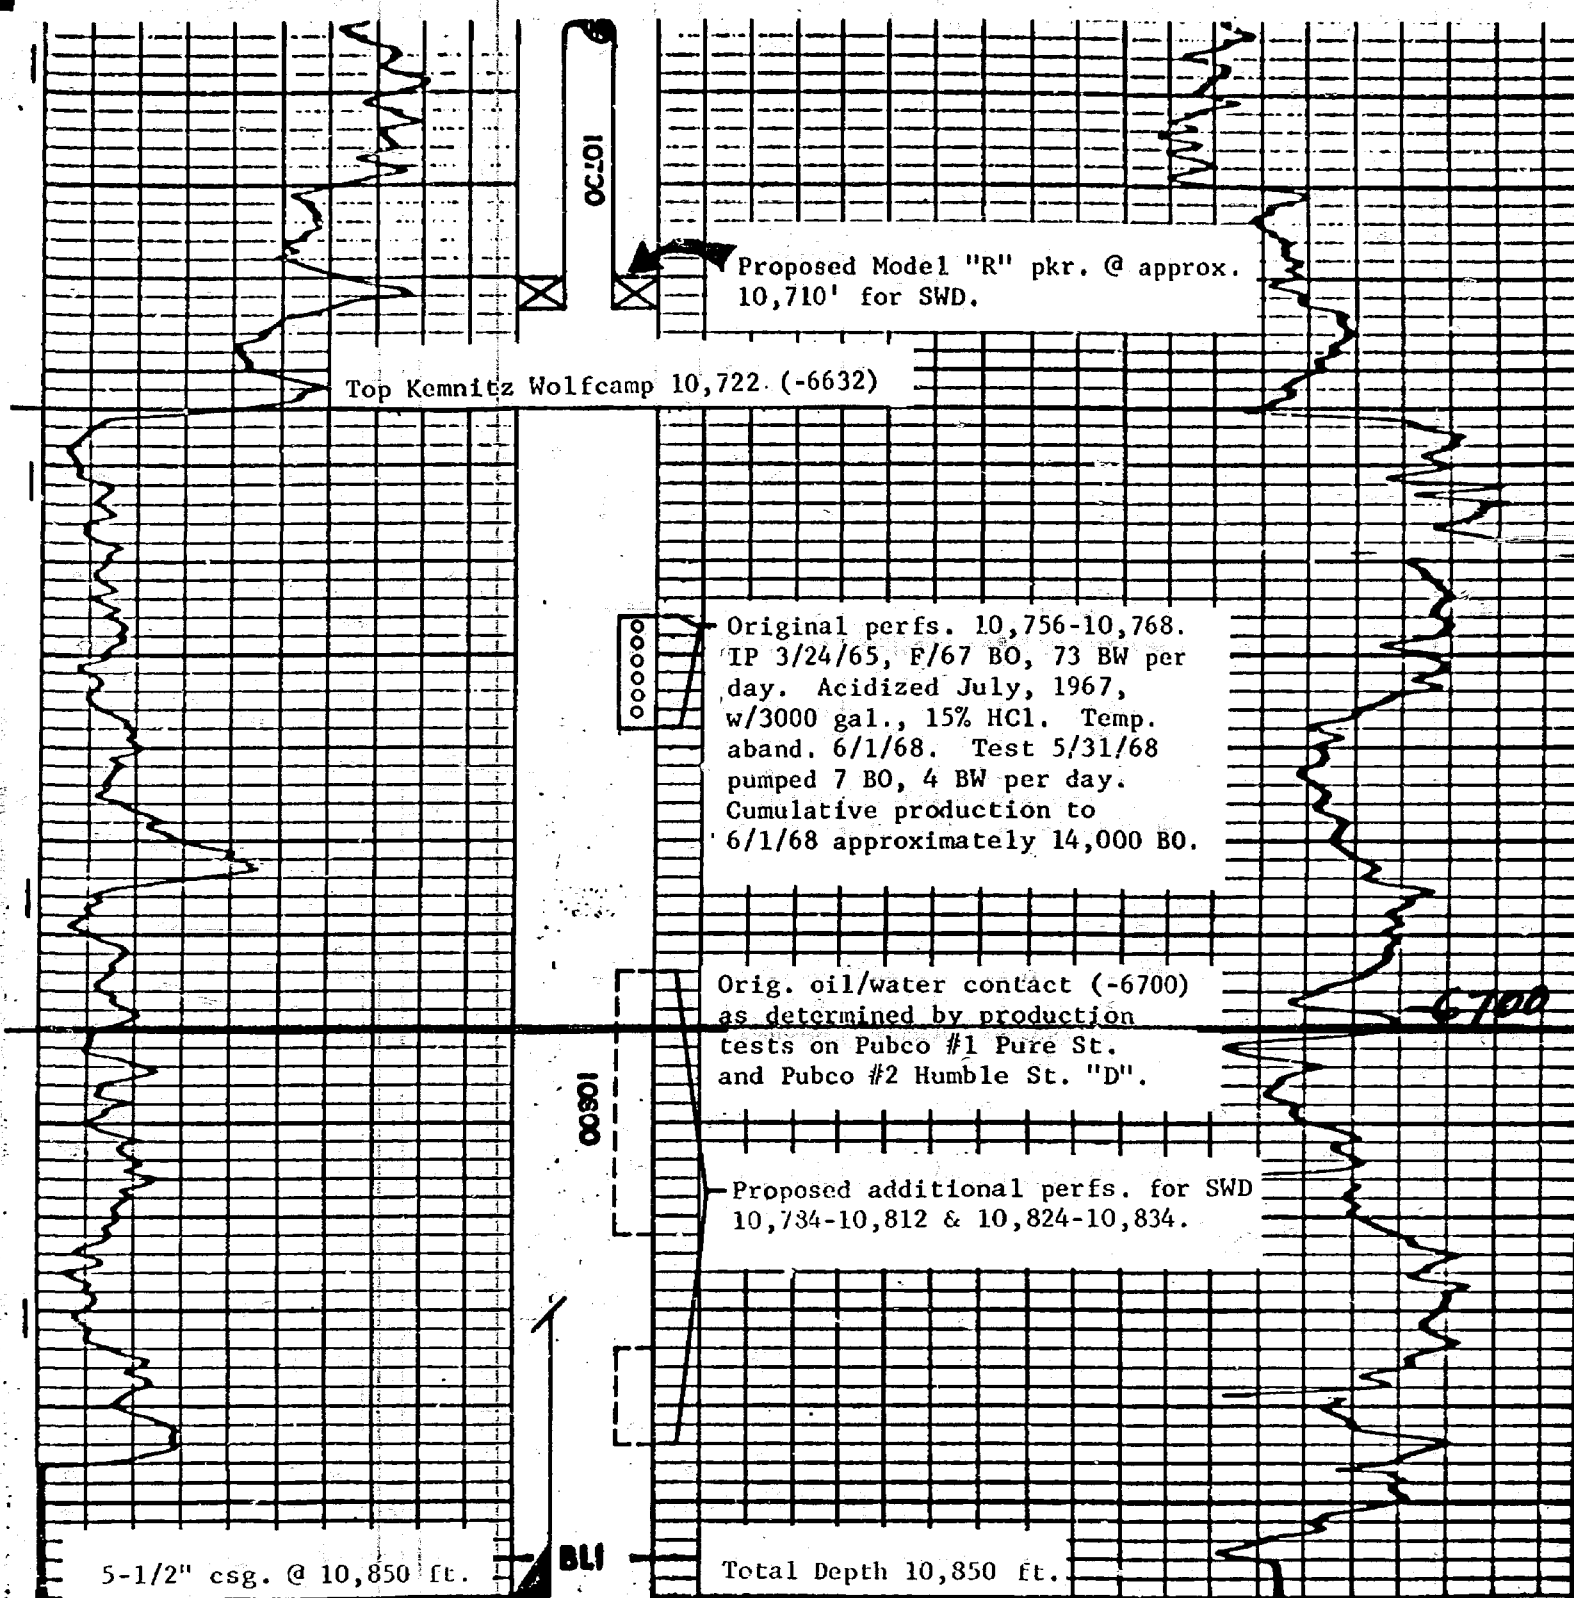 10700
Proposed Model "R" pkr. @ approx.
10,710' for SWD.
Top Kemnitz Wolfcamp 10,722 (-6632)
Original perfs. 10,756-10,768.
IP 3/24/65, F/67 BO, 73 BW per
day. Acidized July, 1967,
w/3000 gal., 15% HCl. Temp.
aband. 6/1/68. Test 5/31/68
pumped 7 BO, 4 BW per day.
Cumulative production to
6/1/68 approximately 14,000 BO.
Orig. oil/water contact (-6700)
as determined by production
tests on Pubco #1 Pure St.
and Pubco #2 Humble St. "D".
-6700
10800
Proposed additional perfs. for SWD
10,784-10,812 & 10,824-10,834.
5-1/2" csg. @ 10,850 ft.
BLI
Total Depth 10,850 ft.